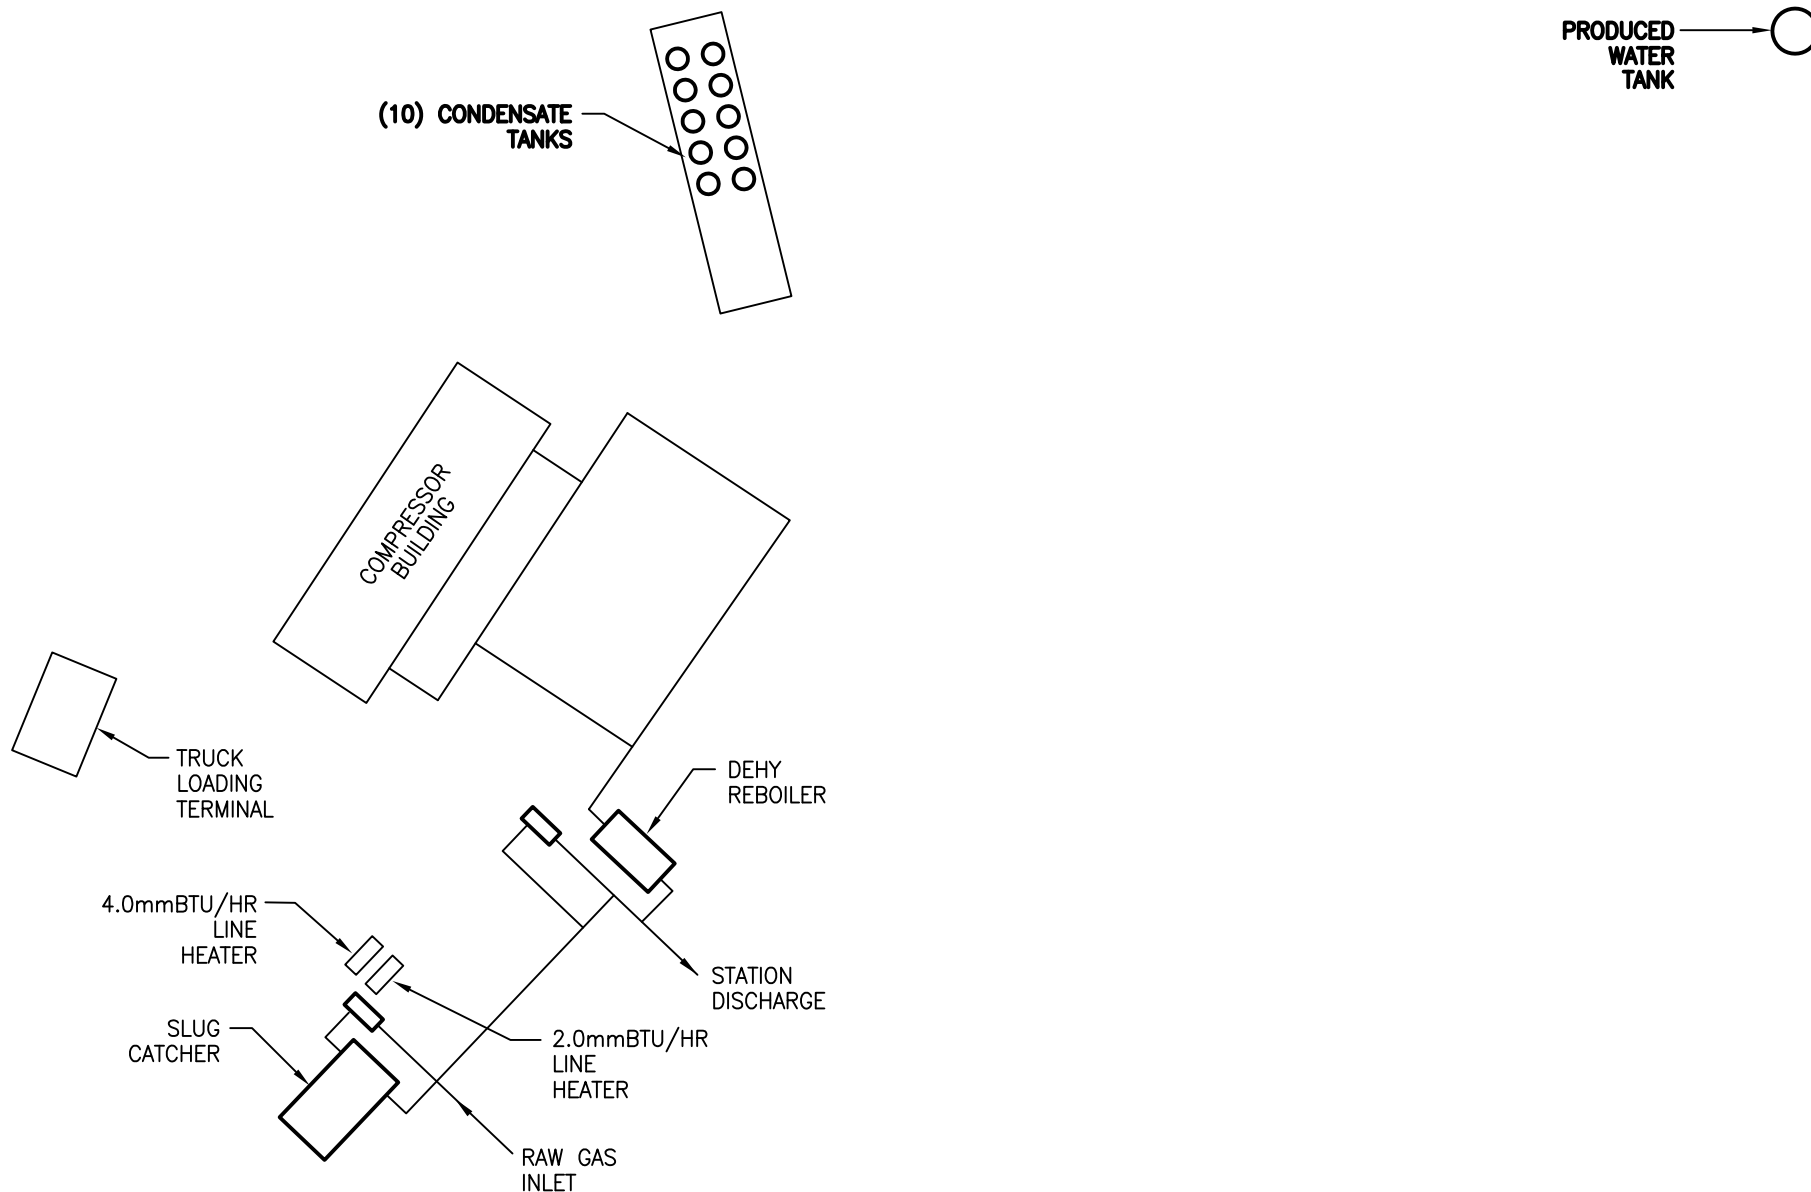 PRODUCED
WATER
TANK
(10) CONDENSATE
TANKS
COMPRESSOR
BUILDING
TRUCK
LOADING
TERMINAL
DEHY
REBOILER
4.0mmBTU/HR
LINE
HEATER
STATION
DISCHARGE
SLUG
CATCHER
2.0mmBTU/HR
LINE
HEATER
RAW GAS
INLET